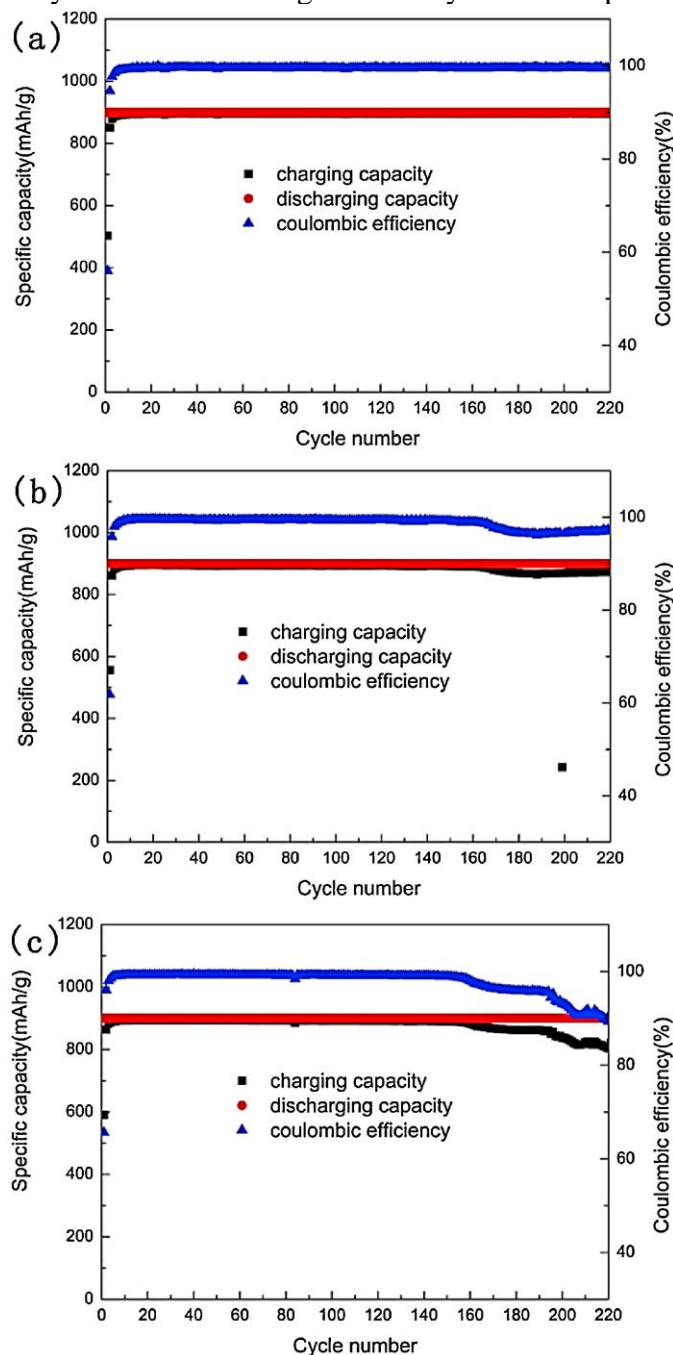 (a)
1200
1000
800
600
400
200
0
Specific capacity(mAh/g)
charging capacity
discharging capacity
coulombic efficiency
100
80
60
40
Coulombic efficiency(%)
0 20 40 60 80 100 120 140 160 180 200 220
Cycle number
(b)
1200
1000
800
600
400
200
0
Specific capacity(mAh/g)
charging capacity
discharging capacity
coulombic efficiency
100
80
60
40
Coulombic efficiency(%)
0 20 40 60 80 100 120 140 160 180 200 220
Cycle number
(c)
1200
1000
800
600
400
200
0
Specific capacity(mAh/g)
charging capacity
discharging capacity
coulombic efficiency
100
80
60
40
Coulombic efficiency(%)
0 20 40 60 80 100 120 140 160 180 200 220
Cycle number